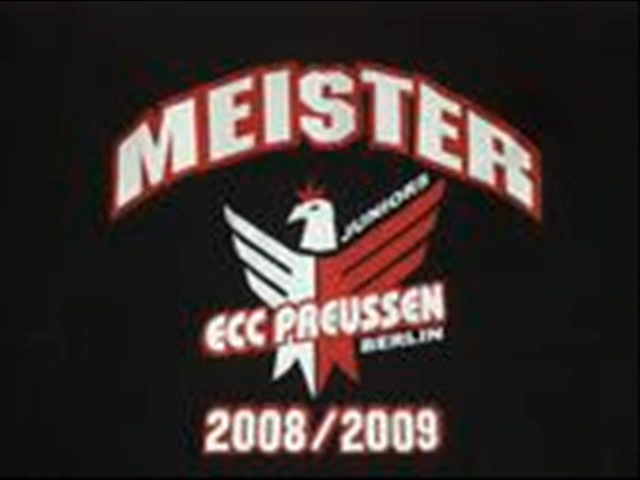 MEISTER
JUNIORS
ECC PREUSSEN
BERLIN
2008/2009